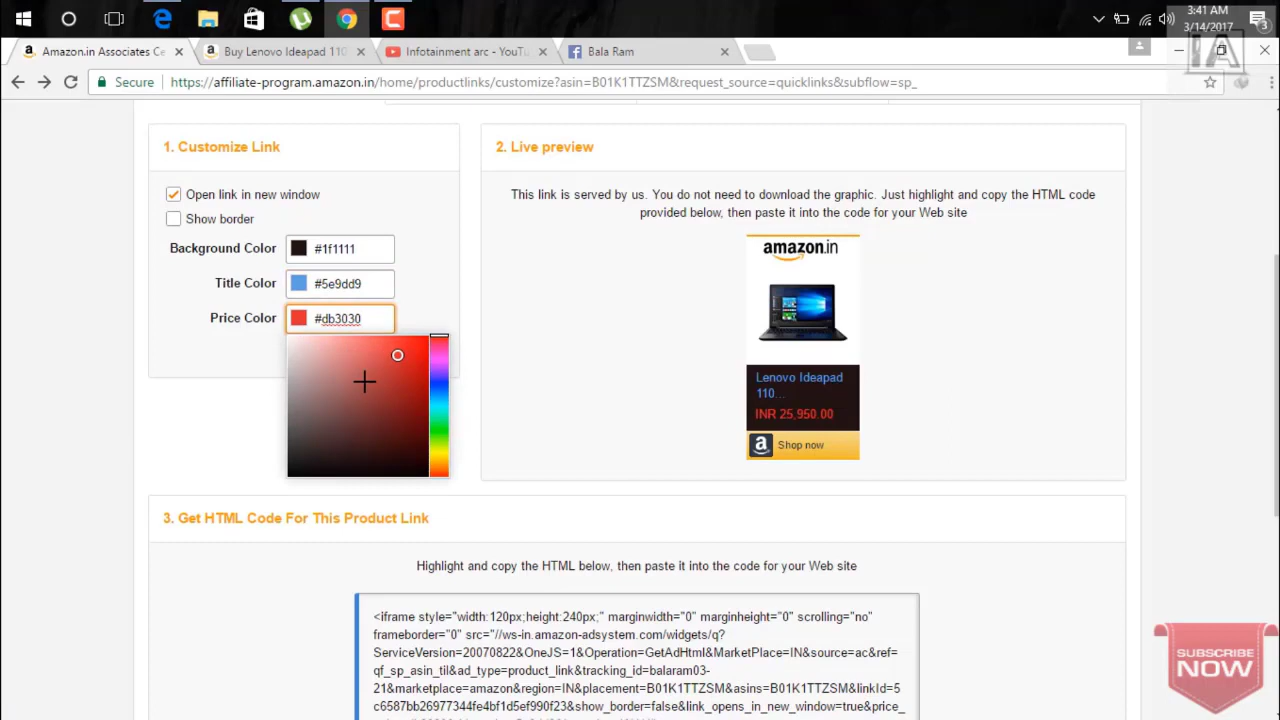 3:41 AM
3/14/2017
3
Amazon.in Associates Ce
Buy Lenovo Ideapad 110
Infotainment arc - YouTu
Bala Ram
IA
Secure
https://affiliate-program.amazon.in/home/productlinks/customize?asin=B01K1TTZSM&request_source=quicklinks&subflow=sp_
1. Customize Link
Open link in new window
Show border
Background Color #1f1111
Title Color #5e9dd9
Price Color #db3030
2. Live preview
This link is served by us. You do not need to download the graphic. Just highlight and copy the HTML code
provided below, then paste it into the code for your Web site
amazon.in
Lenovo Ideapad
110...
INR 25,950.00
a Shop now
3. Get HTML Code For This Product Link
Highlight and copy the HTML below, then paste it into the code for your Web site
<iframe style="width:120px;height:240px;" marginwidth="0" marginheight="0" scrolling="no"
frameborder="0" src="//ws-in.amazon-adsystem.com/widgets/q?
ServiceVersion=20070822&OneJS=1&Operation=GetAdHtml&MarketPlace=IN&source=ac&ref=
qf_sp_asin_til&ad_type=product_link&tracking_id=balaram03-
21&marketplace=amazon&region=IN&placement=B01K1TTZSM&asins=B01K1TTZSM&linkId=5
c6587bb26977344fe4bf1d5ef990f23&show_border=false&link_opens_in_new_window=true&price_
SUBSCRIBE
NOW